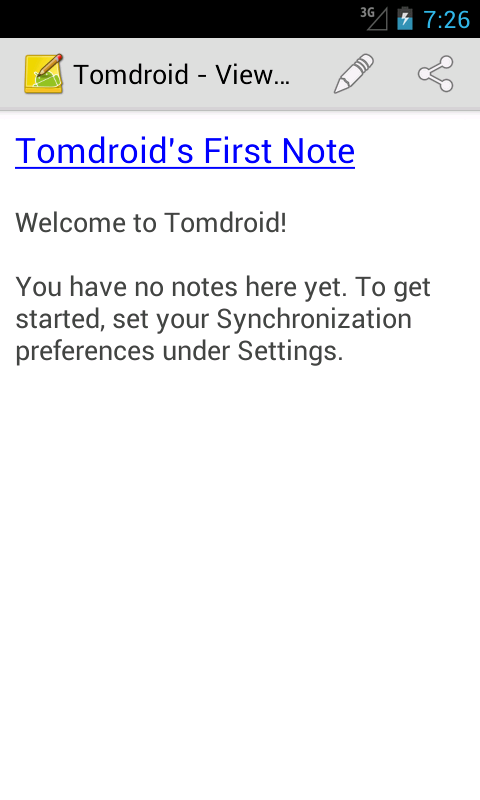 3G 7:26
Tomdroid - View...
Tomdroid's First Note
Welcome to Tomdroid!
You have no notes here yet. To get
started, set your Synchronization
preferences under Settings.